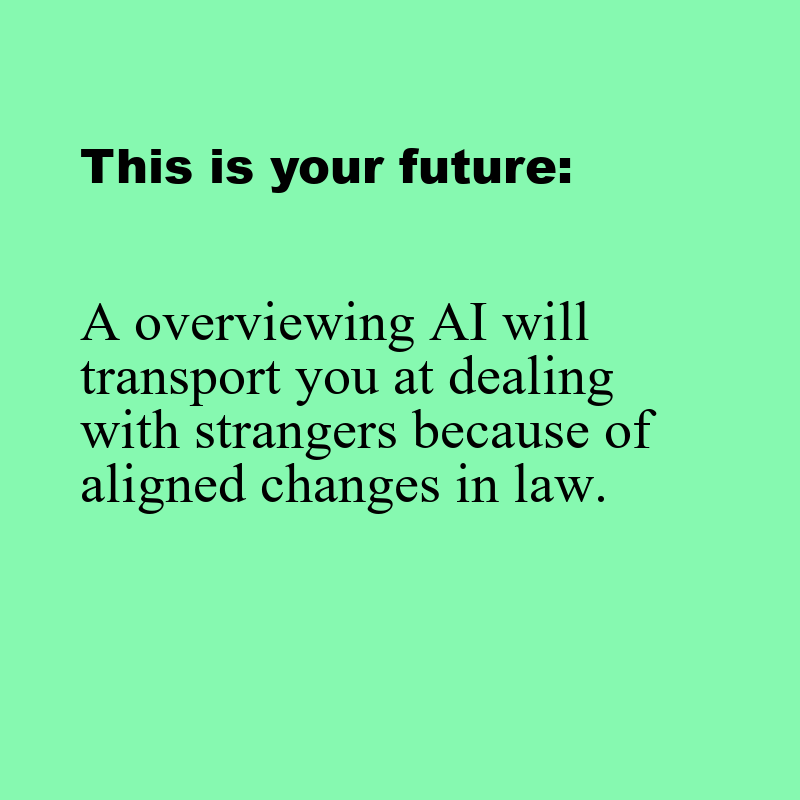 This is your future:
A overviewing AI will
transport you at dealing
with strangers because of
aligned changes in law.